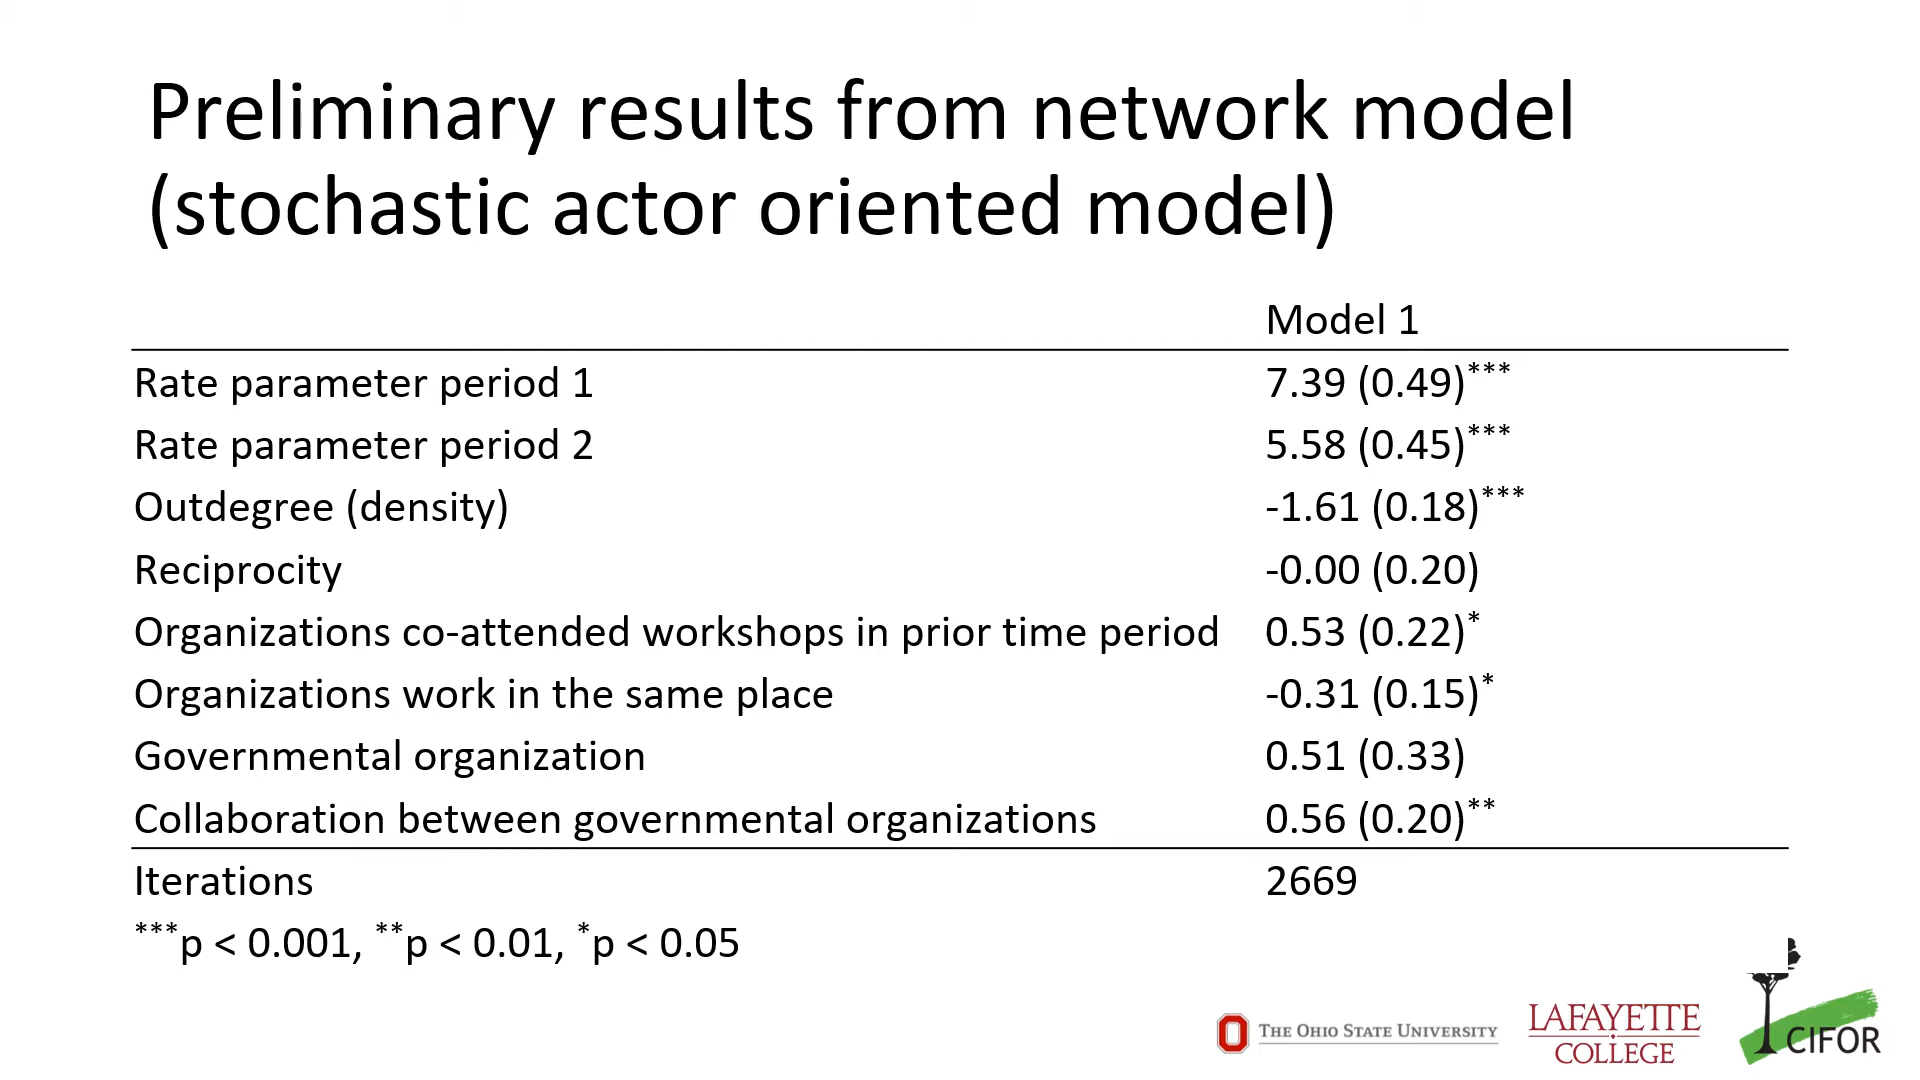 Preliminary results from network model
(stochastic actor oriented model)
Model 1
Rate parameter period 1 7.39 (0.49)***
Rate parameter period 2 5.58 (0.45)***
Outdegree (density) -1.61 (0.18)***
Reciprocity -0.00 (0.20)
Organizations co-attended workshops in prior time period 0.53 (0.22)*
Organizations work in the same place -0.31 (0.15)*
Governmental organization 0.51 (0.33)
Collaboration between governmental organizations 0.56 (0.20)**
Iterations 2669
***p < 0.001, **p < 0.01, *p < 0.05
THE OHIO STATE UNIVERSITY
LAFAYETTE
COLLEGE
CIFOR